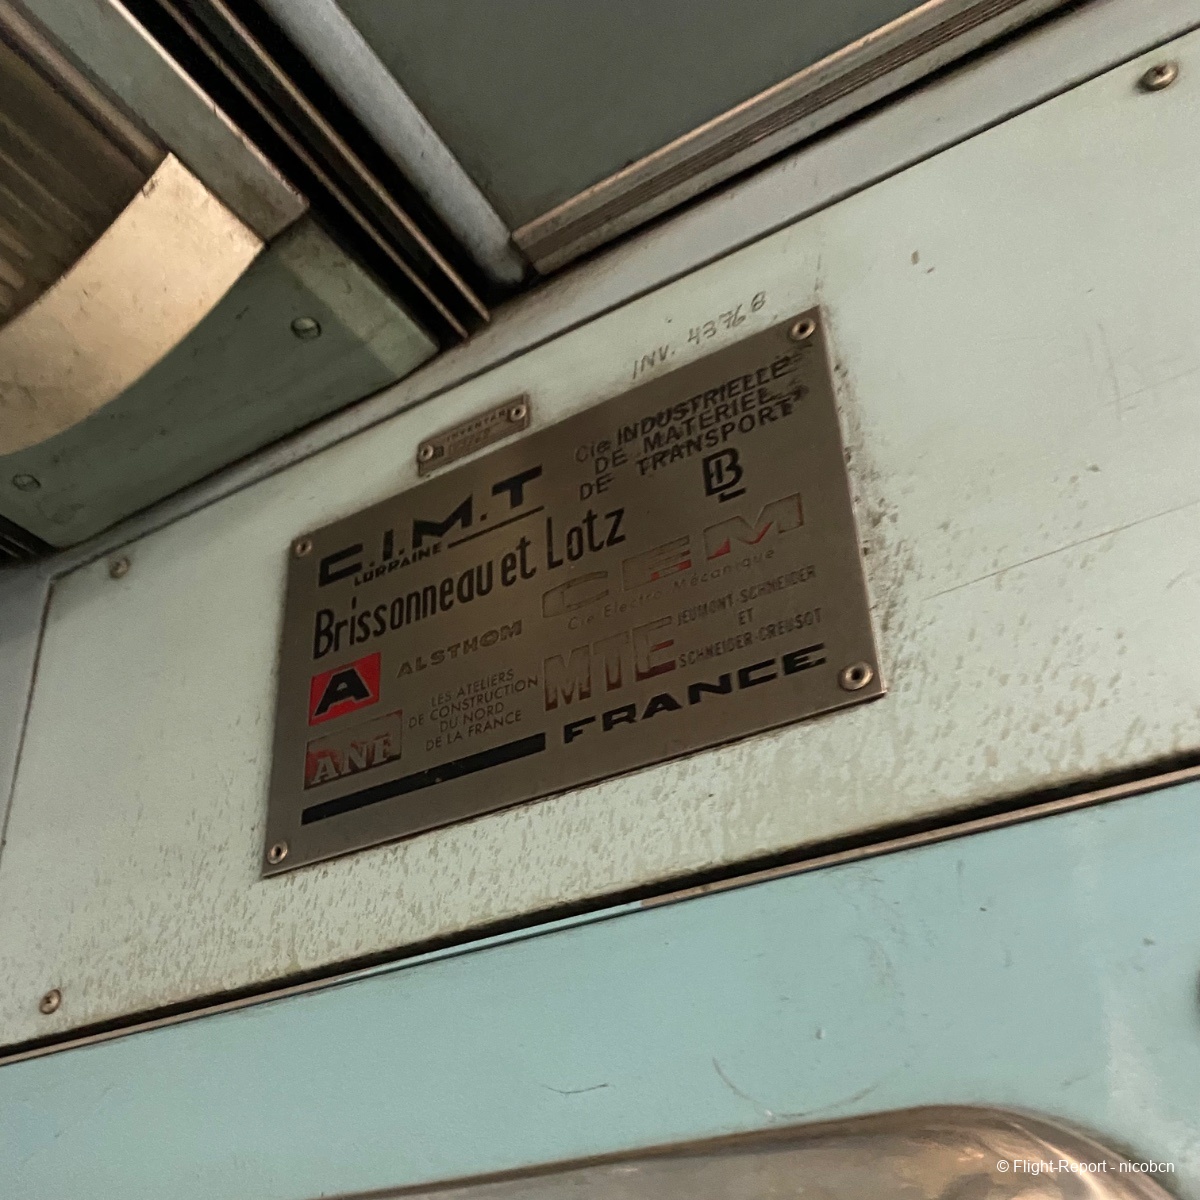 INV. 43768
INVENTAR
C.I.M.T
LORRAINE
Cie INDUSTRIELLE
DE MATERIEL
DE TRANSPORT
Brissonneau et Lotz
BL
A ALSTHOM
CEM
Cie Electro Mécanique
ANF
LES ATELIERS
DE CONSTRUCTION
DU NORD
DE LA FRANCE
MTE
JEUMONT-SCHNEIDER
ET
SCHNEIDER-CREUSOT
FRANCE
© Flight-Report - nicobcn